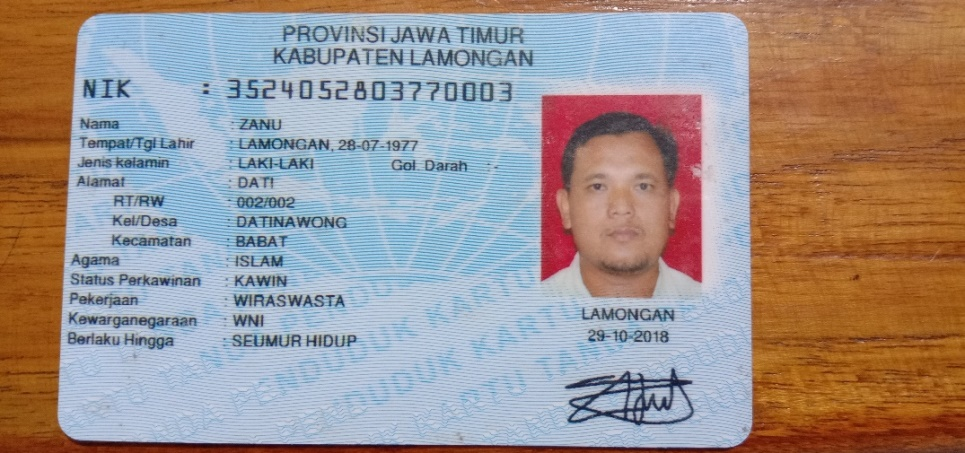 PROVINSI JAWA TIMUR
KABUPATEN LAMONGAN
NIK : 3524052803770003
Nama : ZANU
Tempat/Tgl Lahir : LAMONGAN, 28-07-1977
Jenis kelamin : LAKI-LAKI Gol. Darah : -
Alamat : DATI
RT/RW : 002/002
Kel/Desa : DATINAWONG
Kecamatan : BABAT
Agama : ISLAM
Status Perkawinan : KAWIN
Pekerjaan : WIRASWASTA
Kewarganegaraan : WNI
Berlaku Hingga : SEUMUR HIDUP
LAMONGAN
29-10-2018